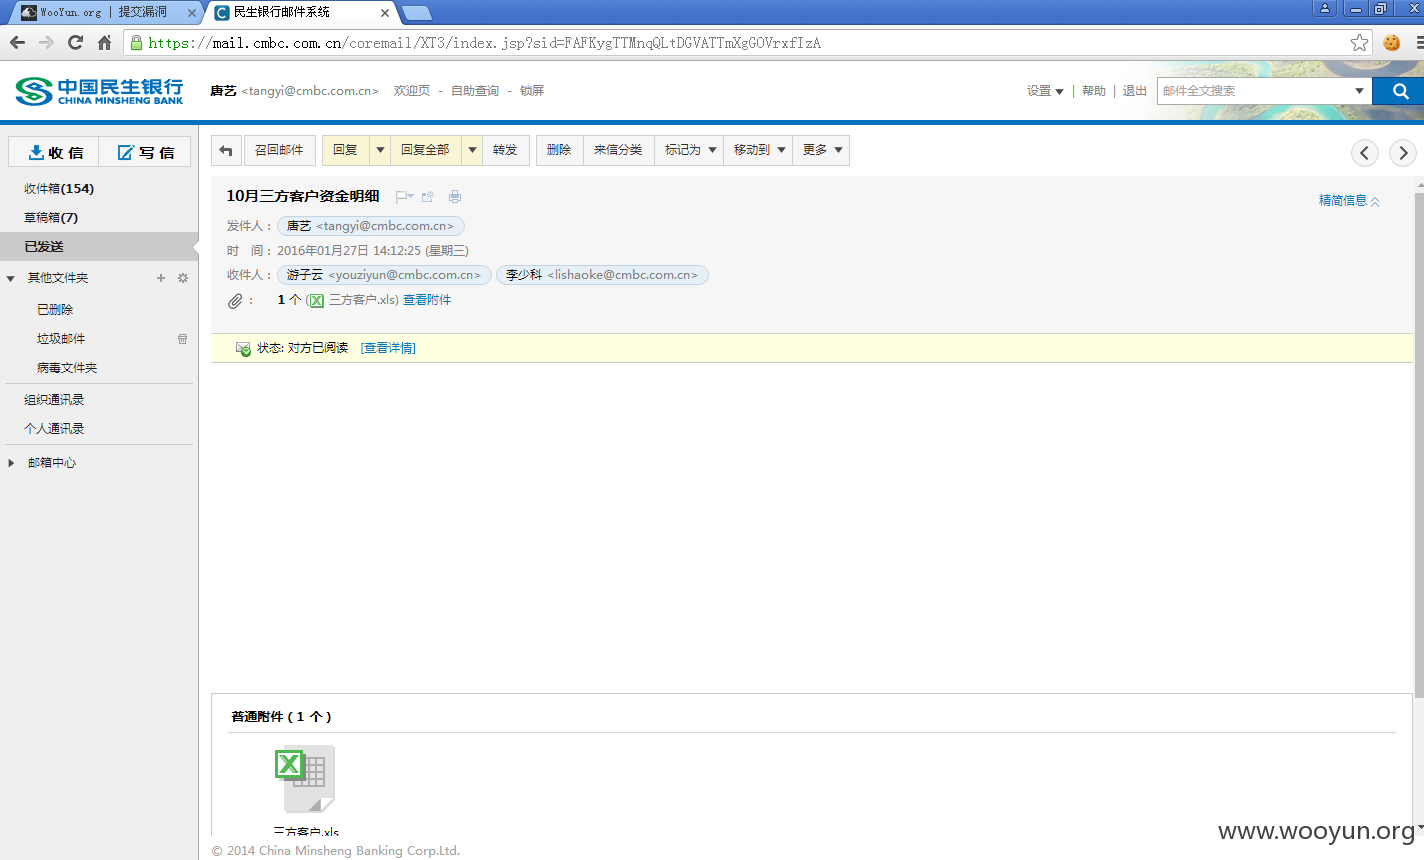 WooYun.org | 提交漏洞
民生银行邮件系统
https://mail.cmbc.com.cn/coremail/XT3/index.jsp?sid=FAFKygTTMnqQLtDGVATTmXgGOVrxfIzA
中国民生银行
CHINA MINSHENG BANK
唐艺 <tangyi@cmbc.com.cn> 欢迎页 - 自助查询 - 锁屏
设置 | 帮助 | 退出 邮件全文搜索
收 信 写 信
召回邮件 回复 回复全部 转发 删除 来信分类 标记为 移动到 更多
收件箱(154)
草稿箱(7)
已发送
其他文件夹
已删除
垃圾邮件
病毒文件夹
组织通讯录
个人通讯录
邮箱中心
10月三方客户资金明细
精简信息
发件人： 唐艺 <tangyi@cmbc.com.cn>
时 间： 2016年01月27日 14:12:25 (星期三)
收件人： 游子云 <youziyun@cmbc.com.cn> 李少科 <lishaoke@cmbc.com.cn>
： 1 个 (三方客户.xls) 查看附件
状态: 对方已阅读 [查看详情]
普通附件 ( 1 个 )
三方客户.xls
© 2014 China Minsheng Banking Corp.Ltd.
www.wooyun.org